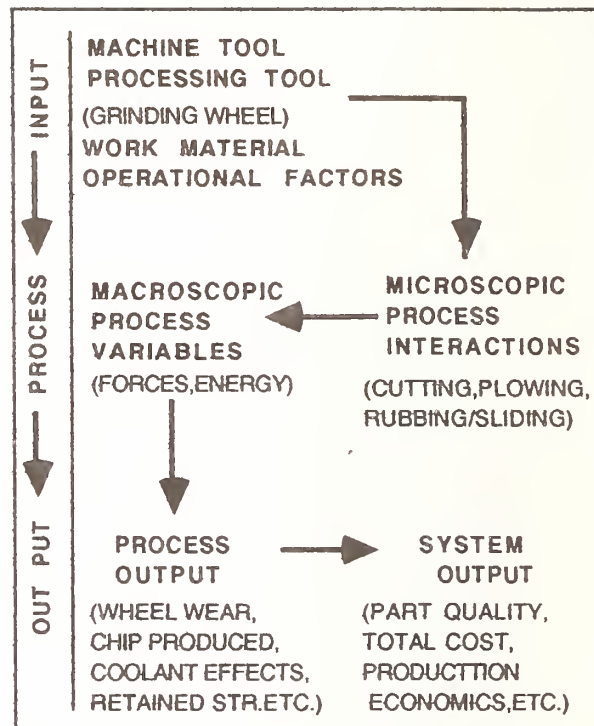 INPUT
MACHINE TOOL
PROCESSING TOOL
(GRINDING WHEEL)
WORK MATERIAL
OPERATIONAL FACTORS
PROCESS
MACROSCOPIC
PROCESS
VARIABLES
(FORCES,ENERGY)
MICROSCOPIC
PROCESS
INTERACTIONS
(CUTTING,PLOWING,
RUBBING/SLIDING)
OUT PUT
PROCESS
OUTPUT
(WHEEL WEAR,
CHIP PRODUCED,
COOLANT EFFECTS,
RETAINED STR.ETC.)
SYSTEM
OUTPUT
(PART QUALITY,
TOTAL COST,
PRODUCTTION
ECONOMICS,ETC.)